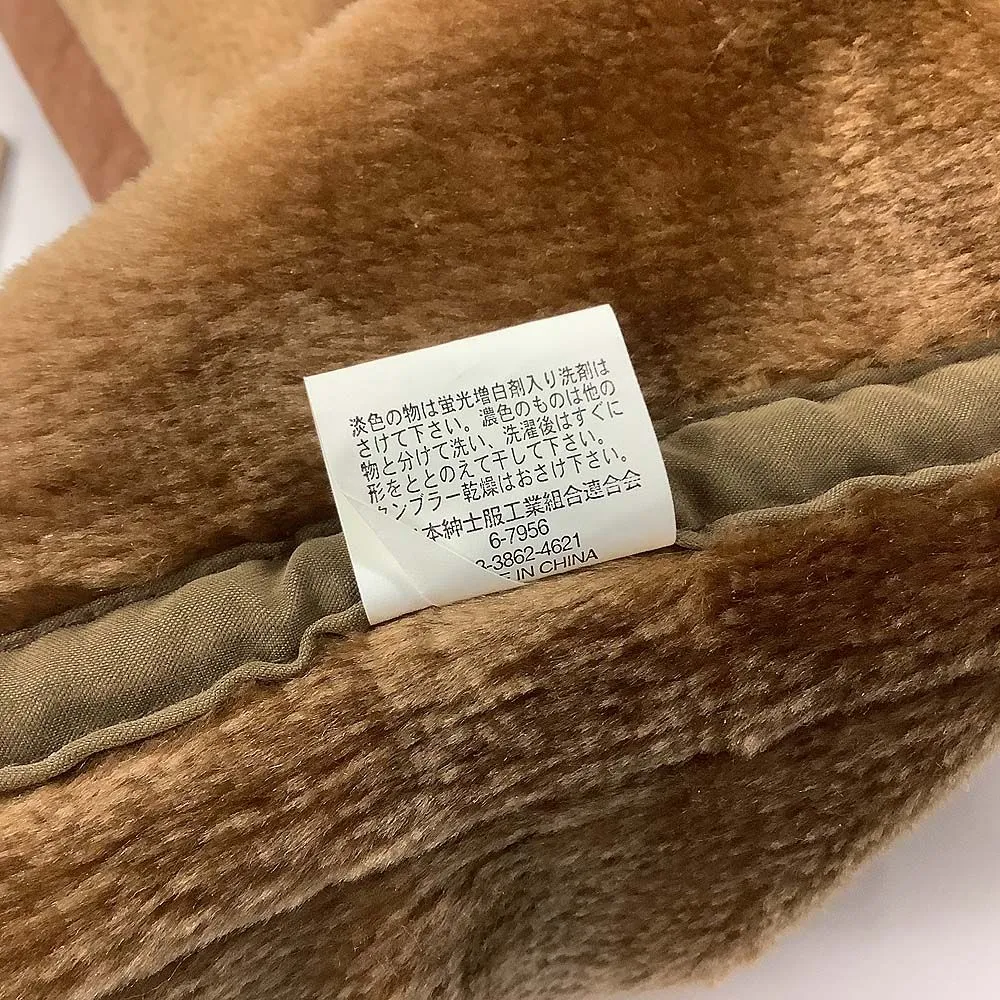 淡色の物は蛍光増白剤入り洗剤は
さけて下さい。濃色のものは他の
物と分けて洗い、洗濯後はすぐに
形をととのえて干して下さい。
タンブラー乾燥はおさけ下さい。
本紳士服工業組合連合会
6-7956
3-3862-4621
E IN CHINA